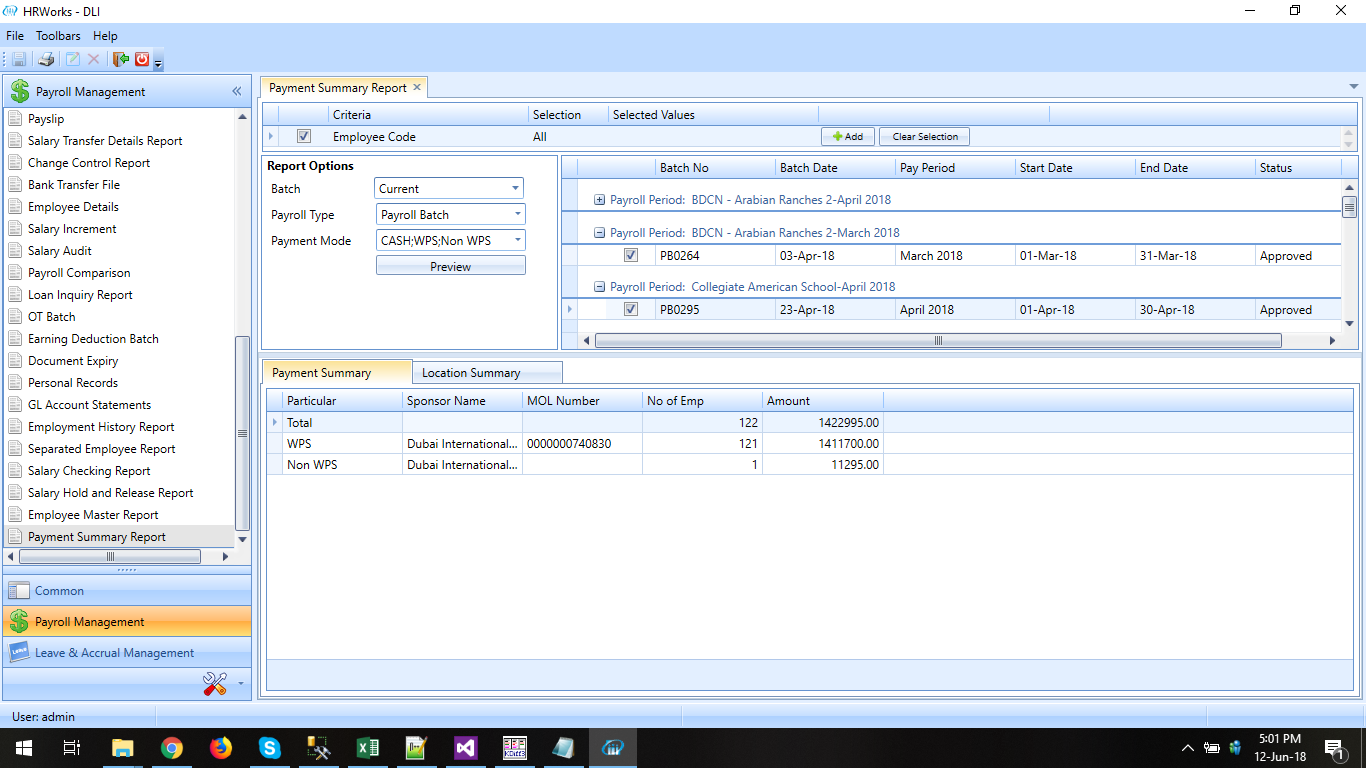 HRWorks - DLI
File Toolbars Help
Payroll Management
Payslip
Salary Transfer Details Report
Change Control Report
Bank Transfer File
Employee Details
Salary Increment
Salary Audit
Payroll Comparison
Loan Inquiry Report
OT Batch
Earning Deduction Batch
Document Expiry
Personal Records
GL Account Statements
Employment History Report
Separated Employee Report
Salary Checking Report
Salary Hold and Release Report
Employee Master Report
Payment Summary Report
Common
Payroll Management
Leave & Accrual Management
Payment Summary Report
Criteria Selection Selected Values
Employee Code All Add Clear Selection
Report Options
Batch Current
Payroll Type Payroll Batch
Payment Mode CASH;WPS;Non WPS
Preview
Batch No Batch Date Pay Period Start Date End Date Status
Payroll Period: BDCN - Arabian Ranches 2-April 2018
Payroll Period: BDCN - Arabian Ranches 2-March 2018
PB0264 03-Apr-18 March 2018 01-Mar-18 31-Mar-18 Approved
Payroll Period: Collegiate American School-April 2018
PB0295 23-Apr-18 April 2018 01-Apr-18 30-Apr-18 Approved
Payment Summary Location Summary
Particular Sponsor Name MOL Number No of Emp Amount
Total 122 1422995.00
WPS Dubai International... 0000000740830 121 1411700.00
Non WPS Dubai International... 1 11295.00
User: admin
5:01 PM
12-Jun-18
1